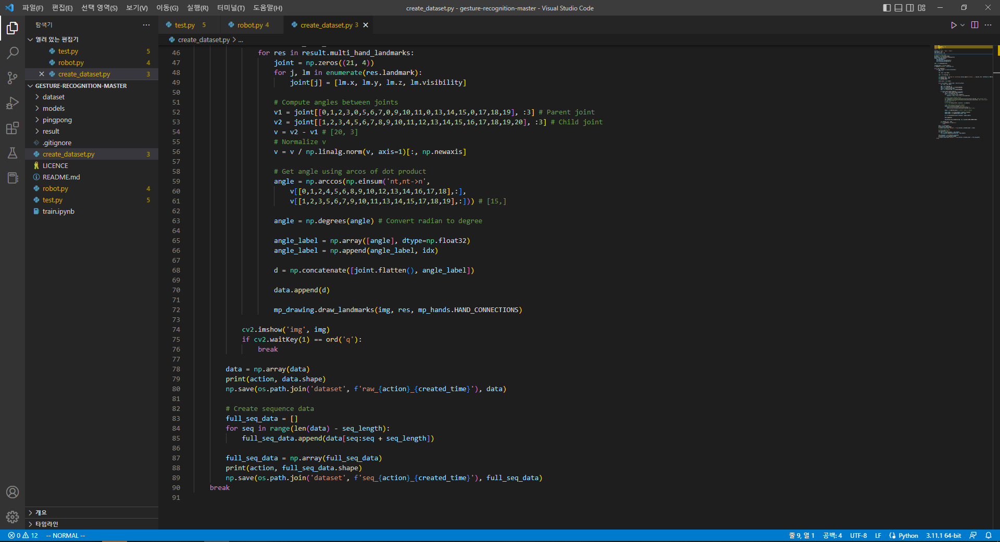 파일(F) 편집(E) 선택 영역(S) 보기(V) 이동(G) 실행(R) 터미널(T) 도움말(H)
create_dataset.py - gesture-recognition-master - Visual Studio Code
탐색기
열려 있는 편집기
test.py 5
robot.py 4
create_dataset.py 3
GESTURE-RECOGNITION-MASTER
dataset
models
pingpong
result
.gitignore
create_dataset.py 3
LICENCE
README.md
robot.py 4
test.py 5
train.ipynb
개요
타임라인
test.py 5 robot.py 4 create_dataset.py 3
create_dataset.py > ...
46 for res in result.multi_hand_landmarks:
47 joint = np.zeros((21, 4))
48 for j, lm in enumerate(res.landmark):
49 joint[j] = [lm.x, lm.y, lm.z, lm.visibility]
50
51 # Compute angles between joints
52 v1 = joint[[0,1,2,3,0,5,6,7,0,9,10,11,0,13,14,15,0,17,18,19], :3] # Parent joint
53 v2 = joint[[1,2,3,4,5,6,7,8,9,10,11,12,13,14,15,16,17,18,19,20], :3] # Child joint
54 v = v2 - v1 # [20, 3]
55 # Normalize v
56 v = v / np.linalg.norm(v, axis=1)[:, np.newaxis]
57
58 # Get angle using arcos of dot product
59 angle = np.arccos(np.einsum('nt,nt->n',
60 v[[0,1,2,4,5,6,8,9,10,12,13,14,16,17,18],:],
61 v[[1,2,3,5,6,7,9,10,11,13,14,15,17,18,19],:])) # [15,]
62
63 angle = np.degrees(angle) # Convert radian to degree
64
65 angle_label = np.array([angle], dtype=np.float32)
66 angle_label = np.append(angle_label, idx)
67
68 d = np.concatenate([joint.flatten(), angle_label])
69
70 data.append(d)
71
72 mp_drawing.draw_landmarks(img, res, mp_hands.HAND_CONNECTIONS)
73
74 cv2.imshow('img', img)
75 if cv2.waitKey(1) == ord('q'):
76 break
77
78 data = np.array(data)
79 print(action, data.shape)
80 np.save(os.path.join('dataset', f'raw_{action}_{created_time}'), data)
81
82 # Create sequence data
83 full_seq_data = []
84 for seq in range(len(data) - seq_length):
85 full_seq_data.append(data[seq:seq + seq_length])
86
87 full_seq_data = np.array(full_seq_data)
88 print(action, full_seq_data.shape)
89 np.save(os.path.join('dataset', f'seq_{action}_{created_time}'), full_seq_data)
90 break
91
0 12 -- NORMAL --
줄 9, 열 1 공백: 4 UTF-8 LF Python 3.11.1 64-bit